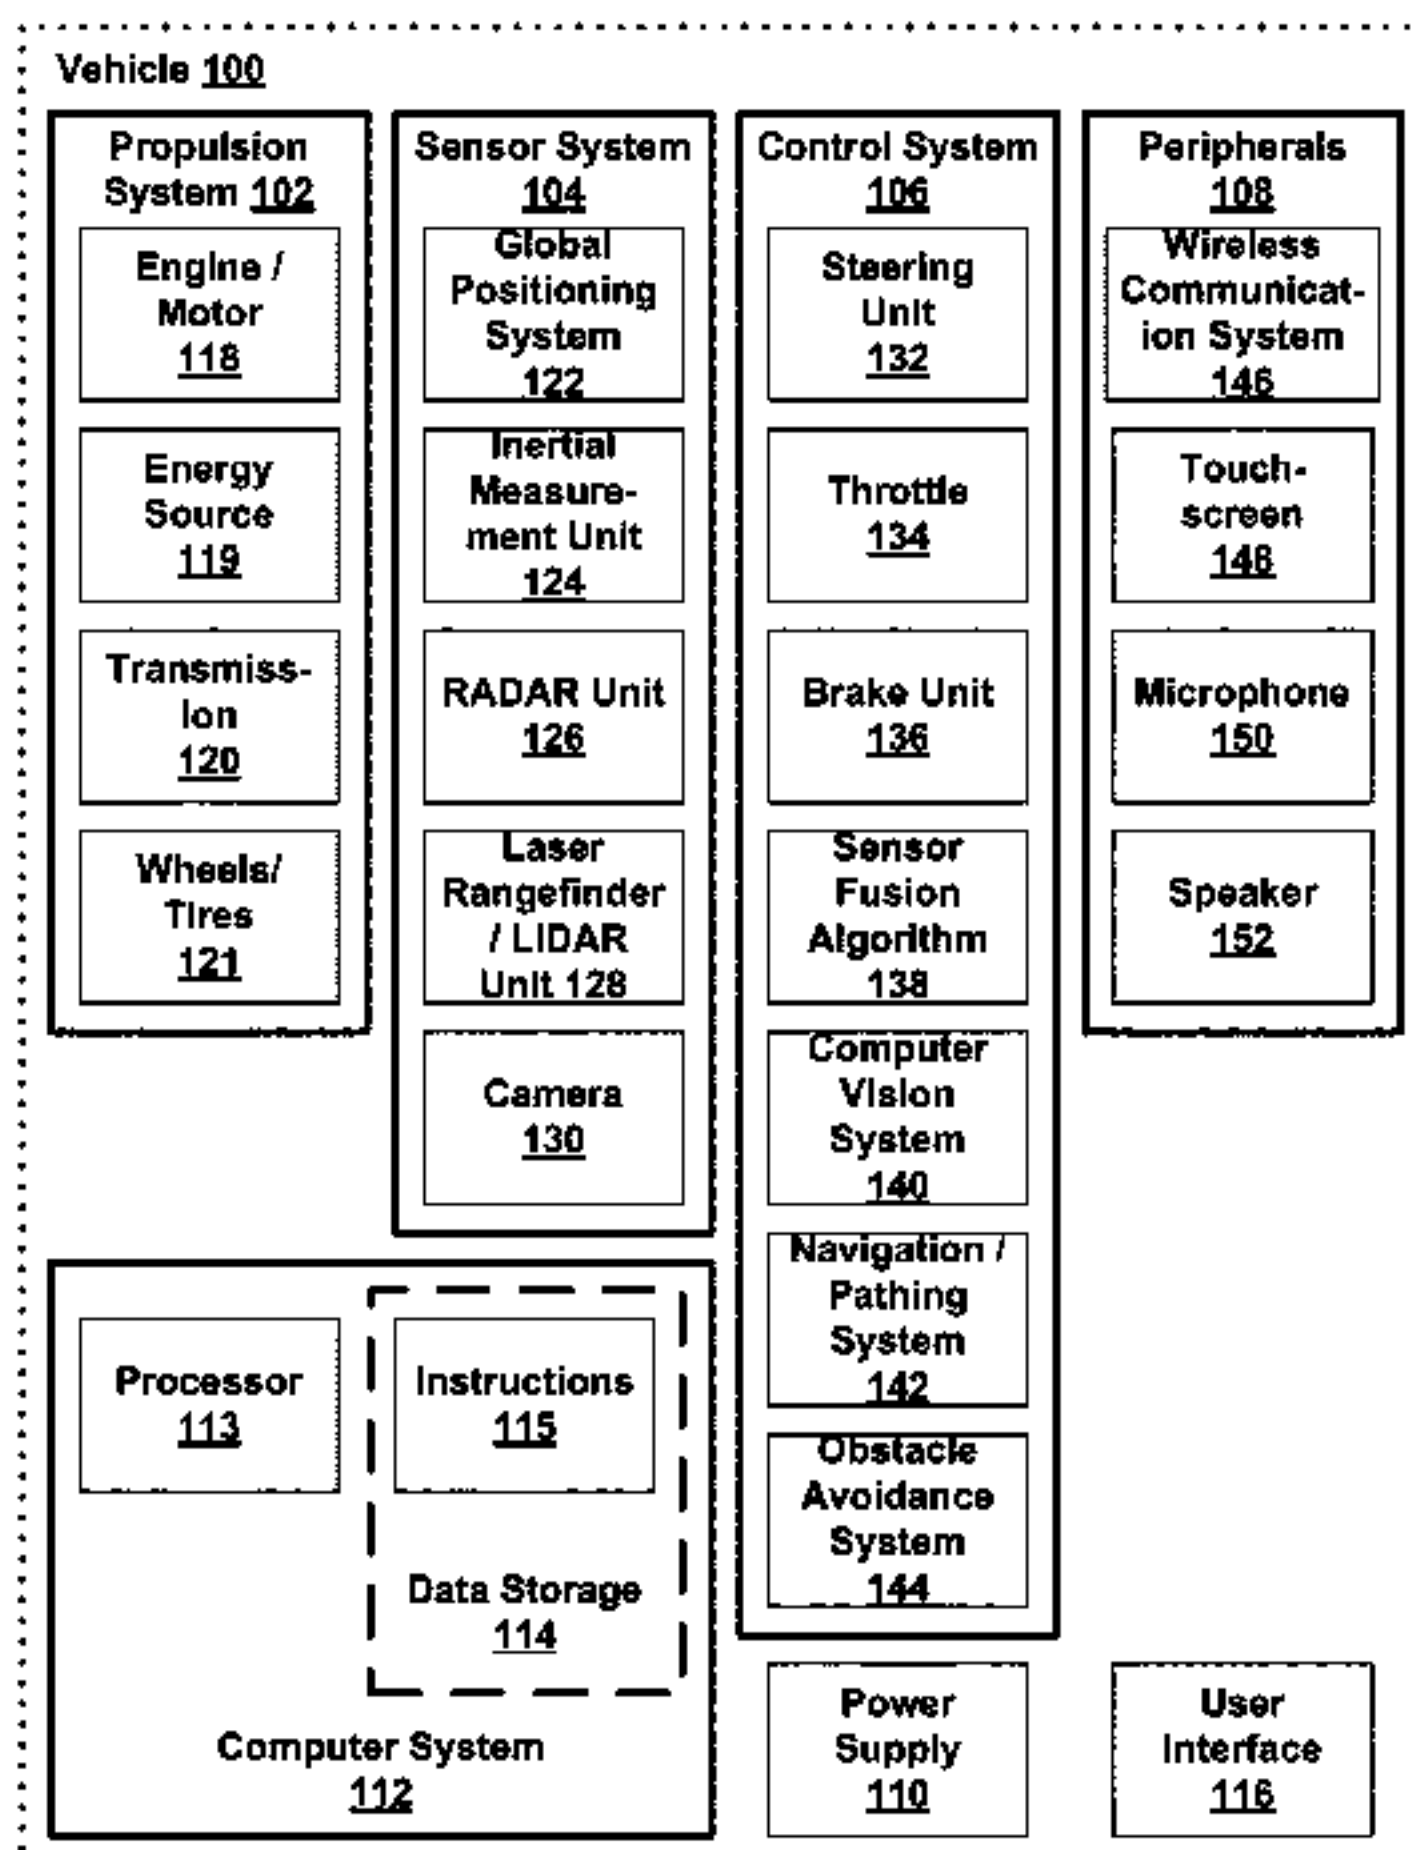 Vehicle 100
Propulsion
System 102
Engine /
Motor
118
Energy
Source
119
Transmiss-
ion
120
Wheels/
Tires
121
Sensor System
104
Global
Positioning
System
122
Inertial
Measure-
ment Unit
124
RADAR Unit
126
Laser
Rangefinder
/ LIDAR
Unit 128
Camera
130
Control System
106
Steering
Unit
132
Throttle
134
Brake Unit
136
Sensor
Fusion
Algorithm
138
Computer
Vision
System
140
Navigation /
Pathing
System
142
Obstacle
Avoidance
System
144
Peripherals
108
Wireless
Communicat-
ion System
146
Touch-
screen
148
Microphone
150
Speaker
152
Processor
113
Instructions
115
Data Storage
114
Computer System
112
Power
Supply
110
User
Interface
116